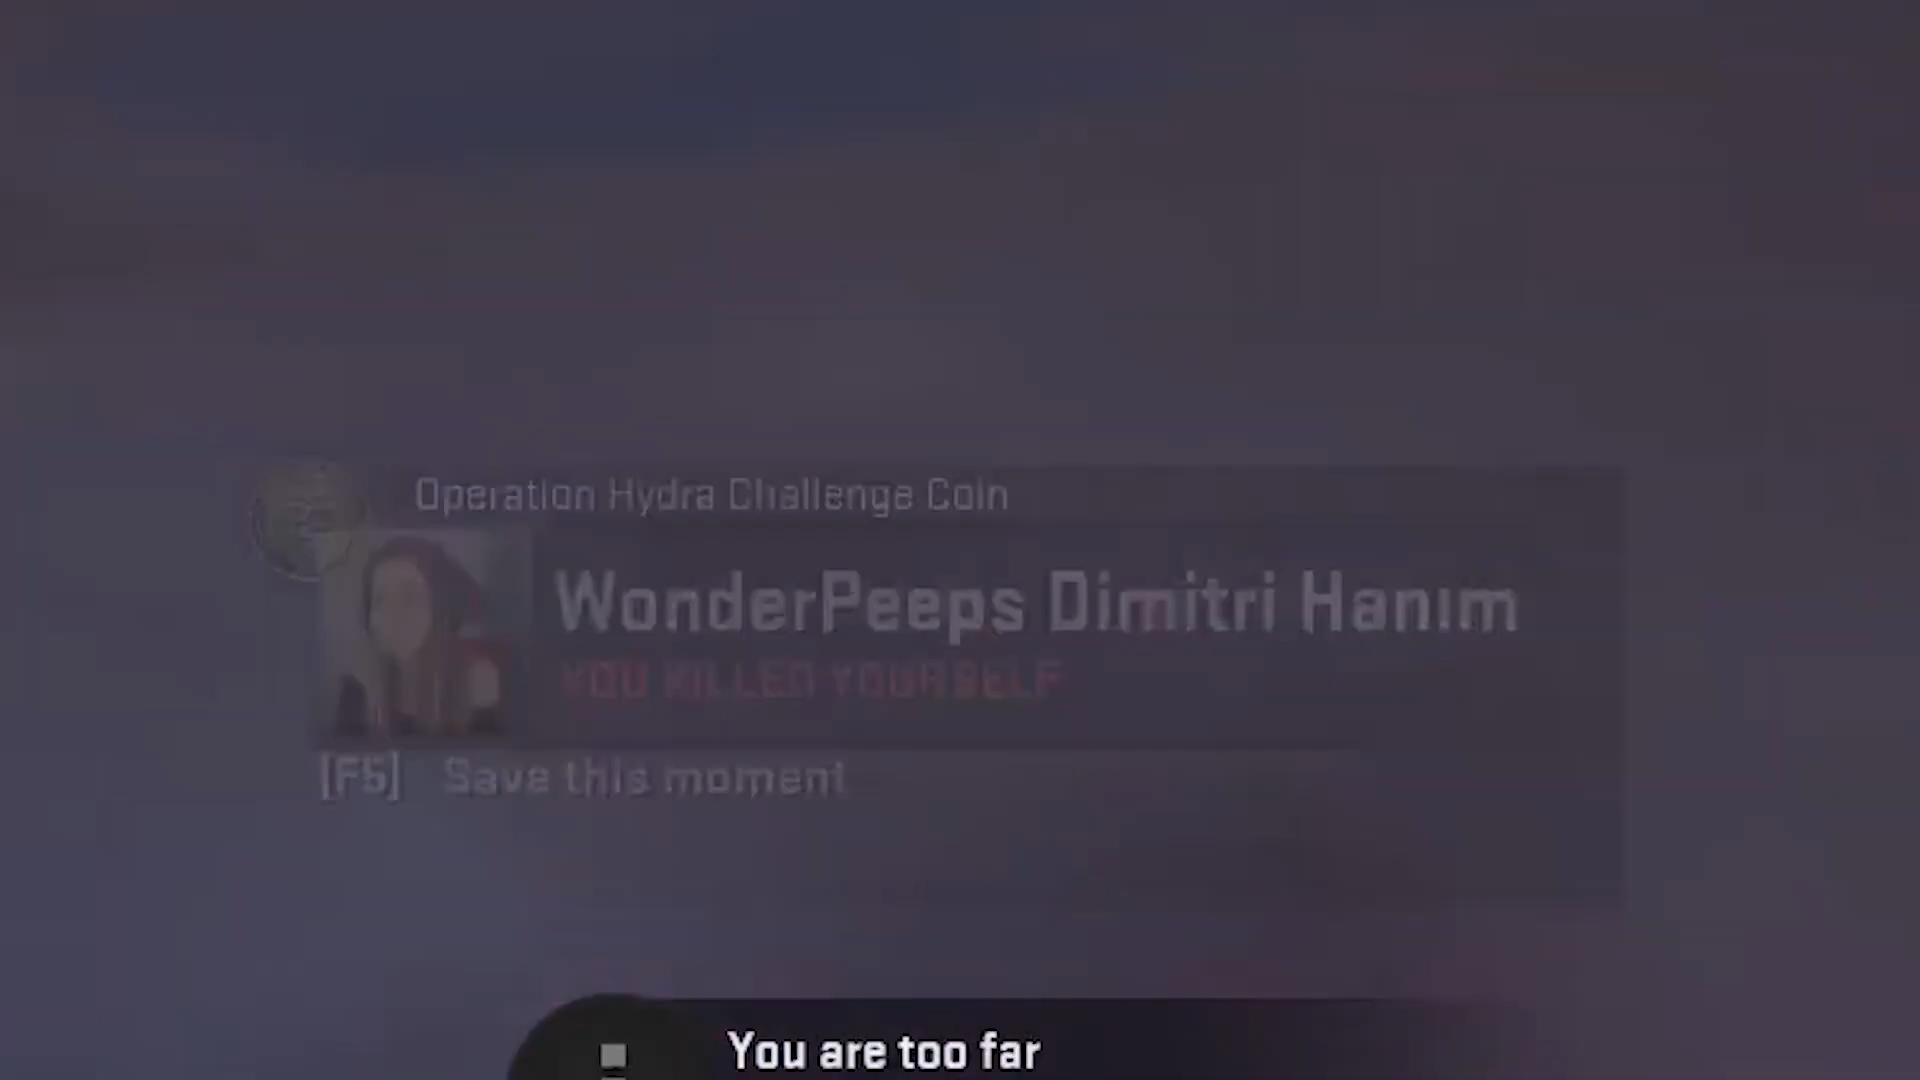 Operation Hydra Challenge Coin
WonderPeeps Dimitri Hanım
YOU KILLED YOURSELF
[F5] Save this moment
You are too far